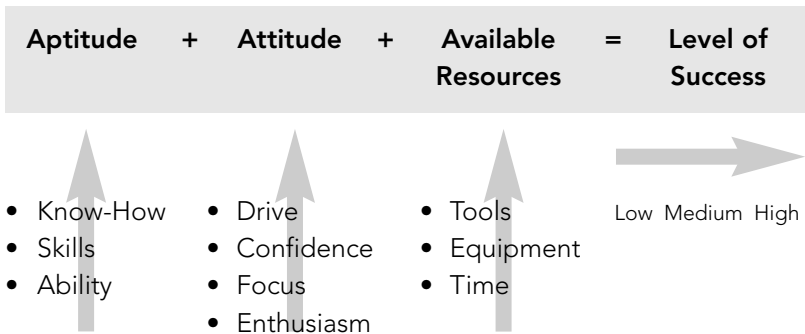 Aptitude + Attitude + Available Resources = Level of Success
• Know-How
• Skills
• Ability
• Drive
• Confidence
• Focus
• Enthusiasm
• Tools
• Equipment
• Time
Low Medium High